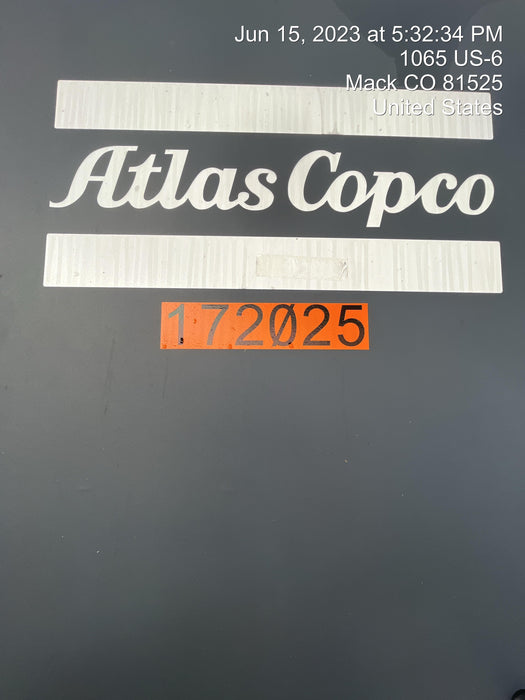 Jun 15, 2023 at 5:32:34 PM
1065 US-6
Mack CO 81525
United States
Atlas Copco
172025